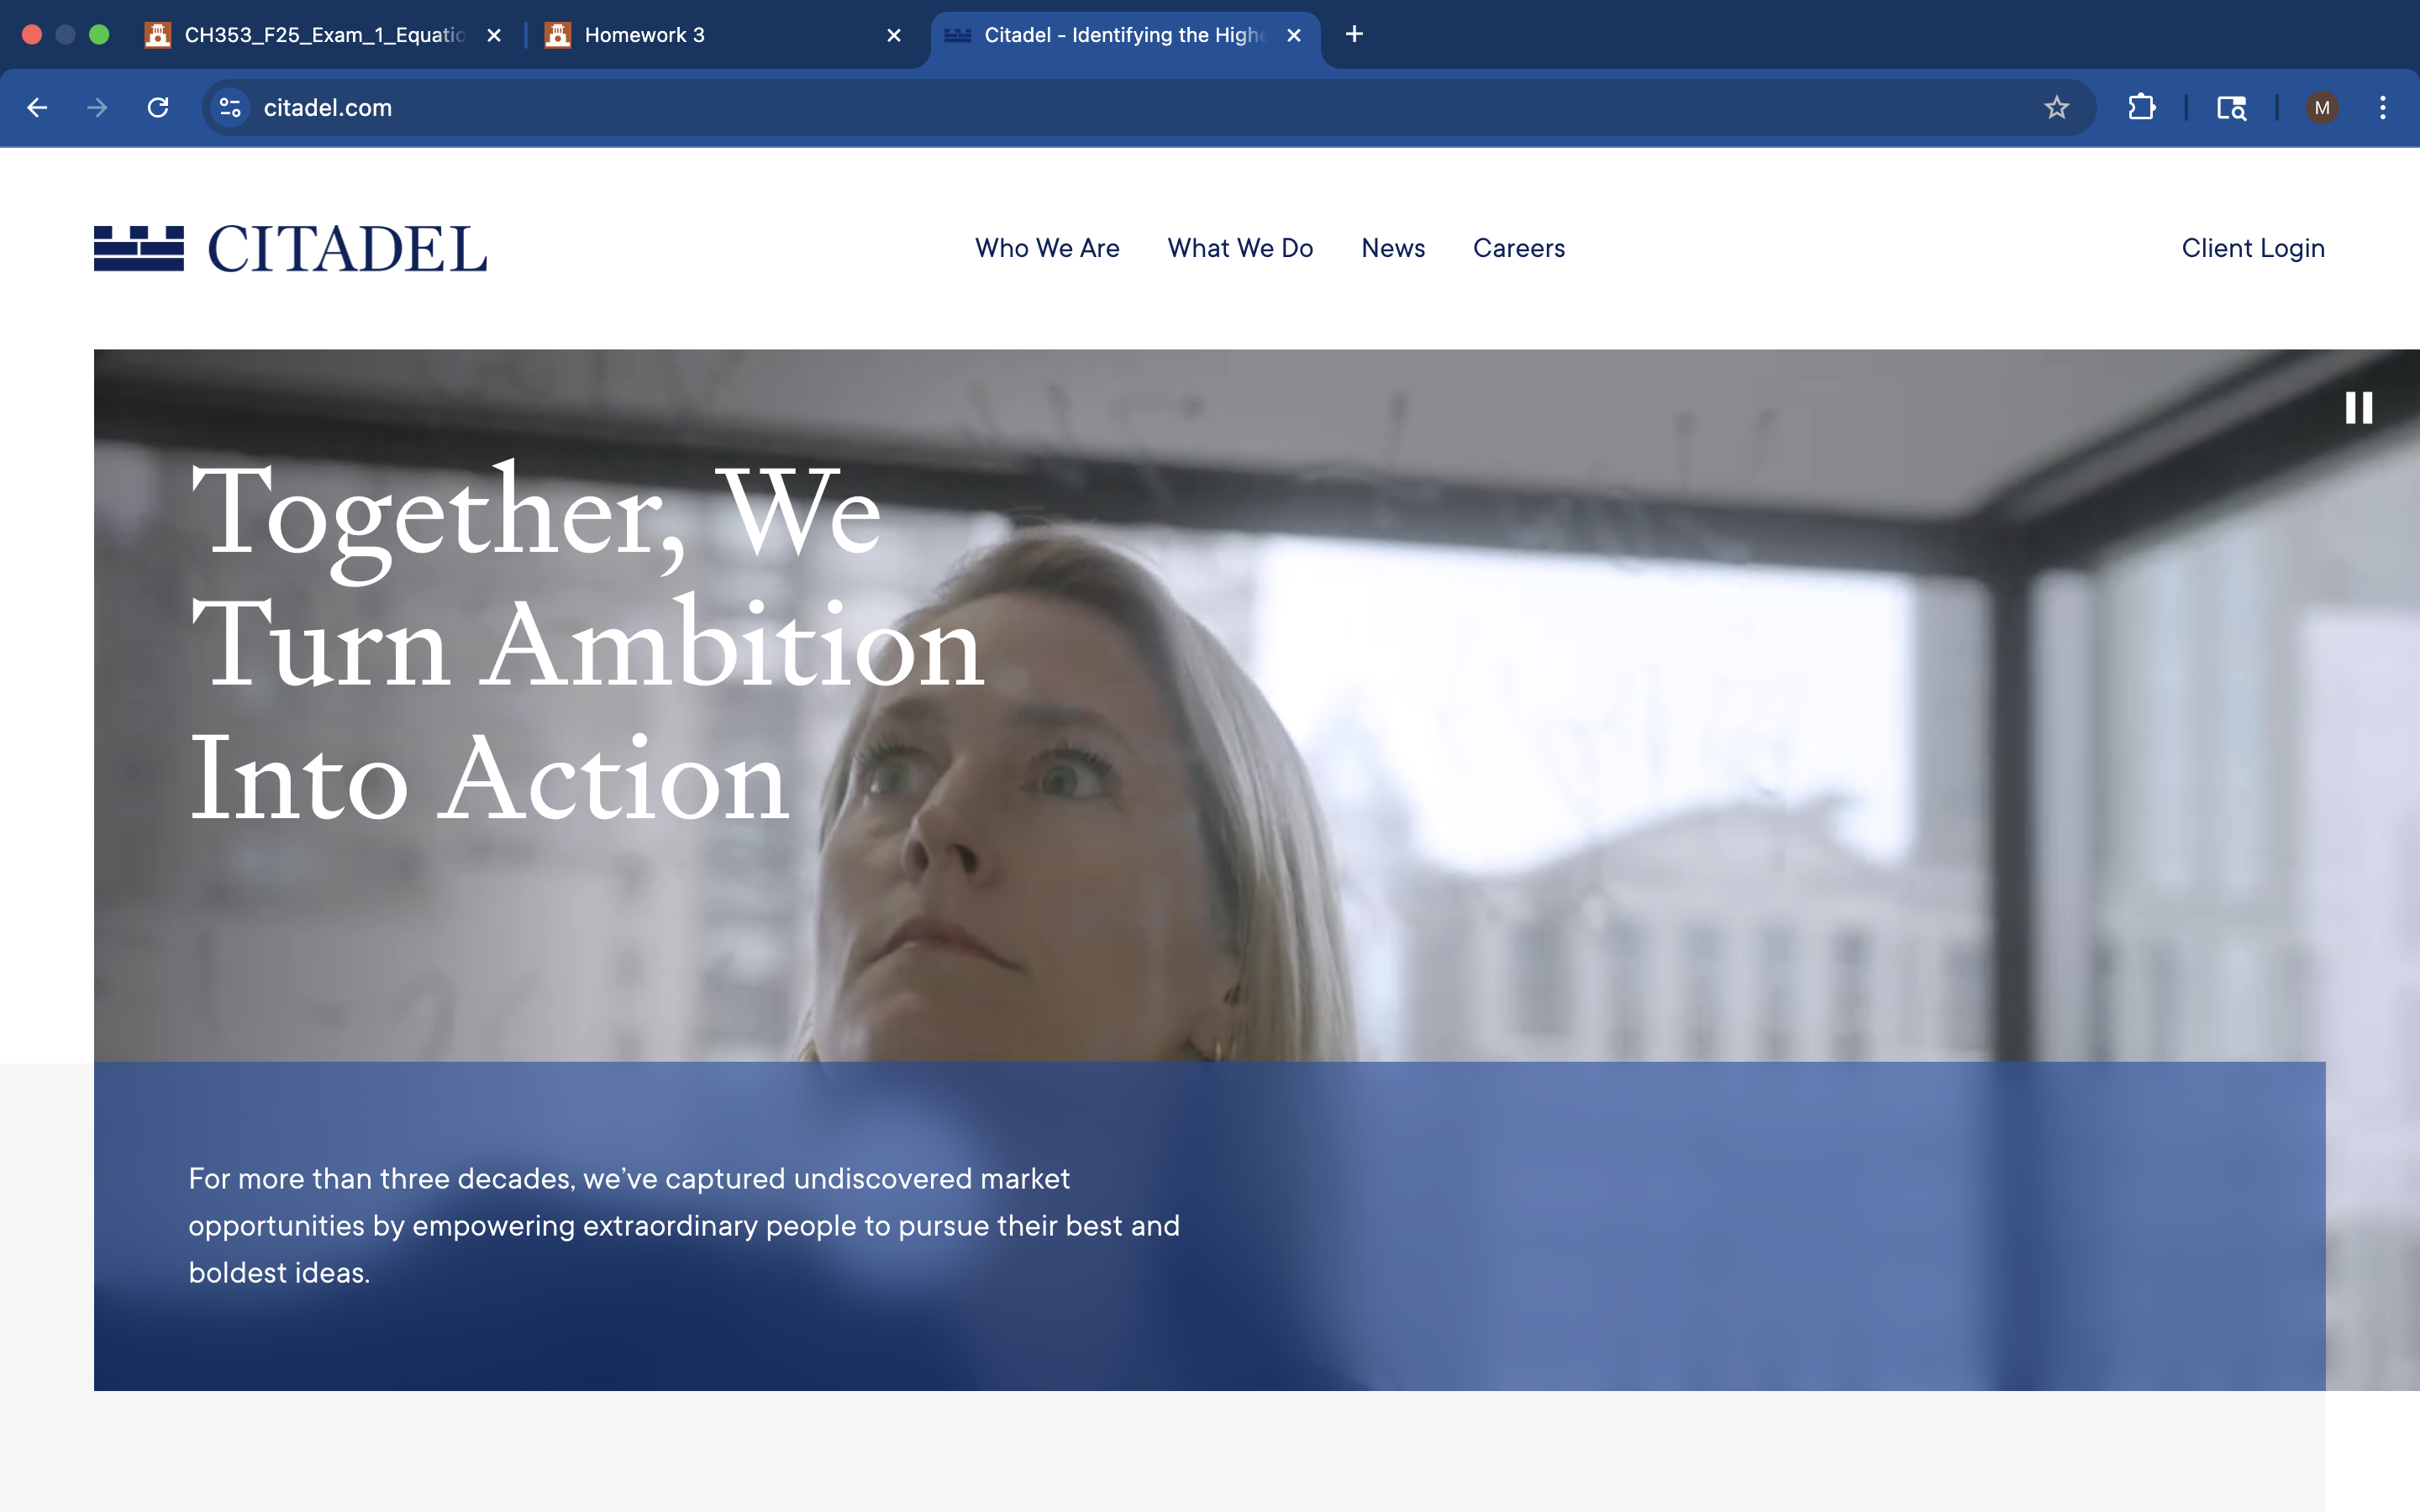 CH353_F25_Exam_1_Equatio
Homework 3
Citadel - Identifying the Highe
citadel.com
M
CITADEL
Who We Are
What We Do
News
Careers
Client Login
Together, We
Turn Ambition
Into Action
For more than three decades, we’ve captured undiscovered market
opportunities by empowering extraordinary people to pursue their best and
boldest ideas.